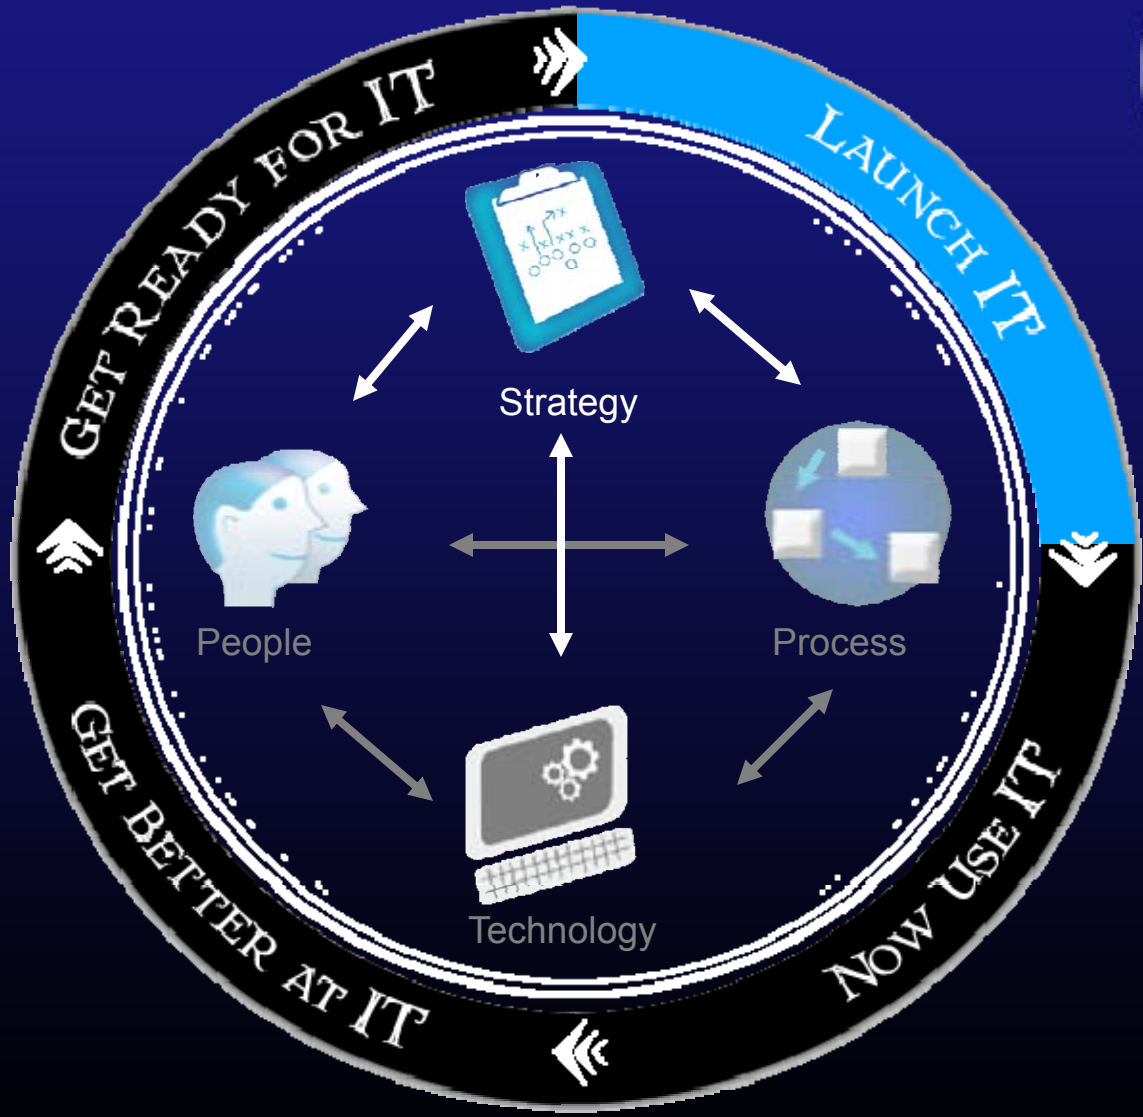 GET READY FOR IT
LAUNCH IT
Strategy
People
Process
Technology
GET BETTER AT IT
NOW USE IT